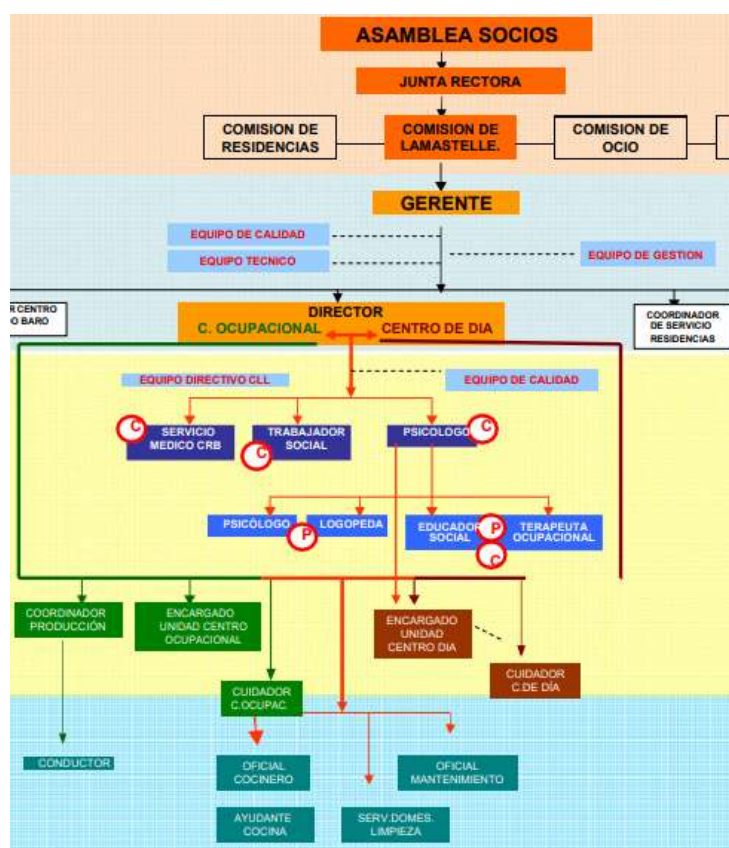 ASAMBLEA SOCIOS
JUNTA RECTORA
COMISION DE
RESIDENCIAS
COMISION DE
LAMASTELLE.
COMISION DE
OCIO
GERENTE
EQUIPO DE CALIDAD
EQUIPO TECNICO
EQUIPO DE GESTION
R CENTRO
O BARO
DIRECTOR
C. OCUPACIONAL
CENTRO DE DIA
COORDINADOR
DE SERVICIO
RESIDENCIAS
EQUIPO DIRECTIVO CLL
EQUIPO DE CALIDAD
C
SERVICIO
MEDICO CRB
TRABAJADOR
SOCIAL
C
PSICOLOGO
C
PSICÓLOGO
P
LOGOPEDA
EDUCADOR
SOCIAL
P
C
TERAPEUTA
OCUPACIONAL
COORDINADOR
PRODUCCIÓN
ENCARGADO
UNIDAD CENTRO
OCUPACIONAL
ENCARGADO
UNIDAD
CENTRO DIA
CUIDADOR
C.DE DÍA
CUIDADOR
C.OCUPAC.
CONDUCTOR
OFICIAL
COCINERO
OFICIAL
MANTENIMIENTO
AYUDANTE
COCINA
SERV.DOMES.
LIMPIEZA